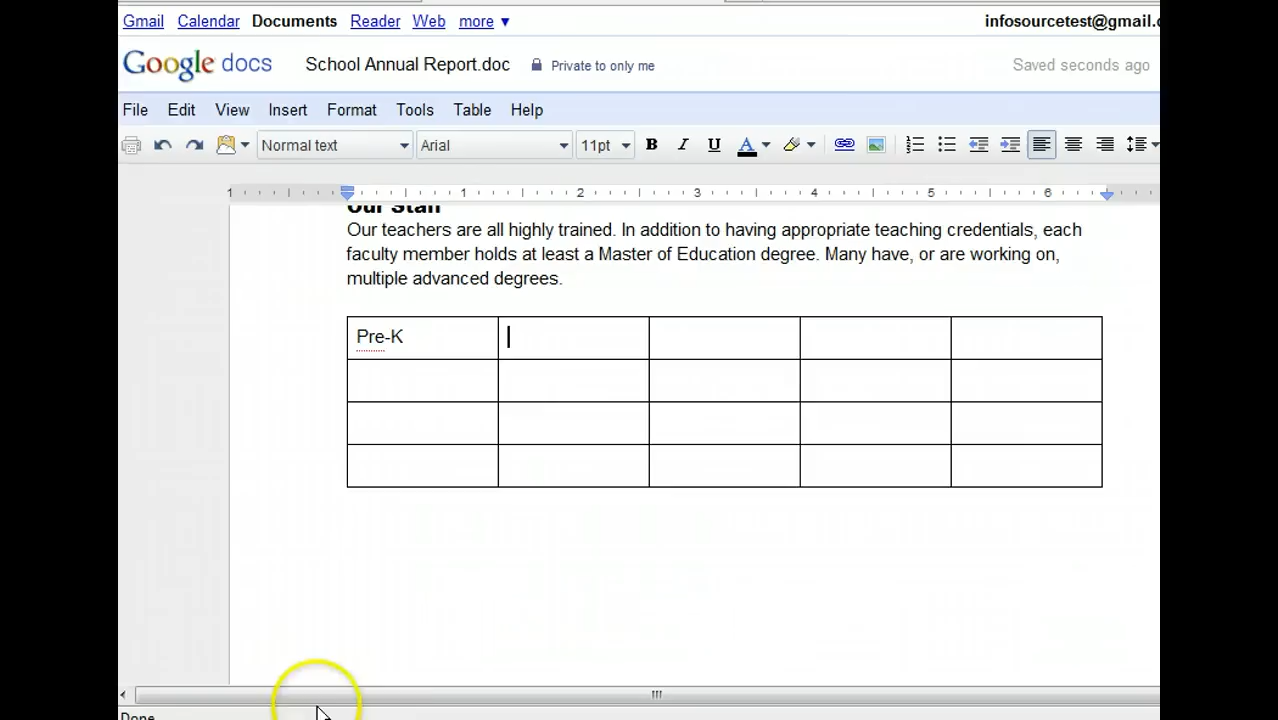 Gmail Calendar Documents Reader Web more ▼ infosourcetest@gmail.c
Google docs School Annual Report.doc Private to only me Saved seconds ago
File Edit View Insert Format Tools Table Help
Normal text Arial 11pt B I U A
1 1 2 3 4 5 6
Our Staff
Our teachers are all highly trained. In addition to having appropriate teaching credentials, each
faculty member holds at least a Master of Education degree. Many have, or are working on,
multiple advanced degrees.
Pre-K
Done